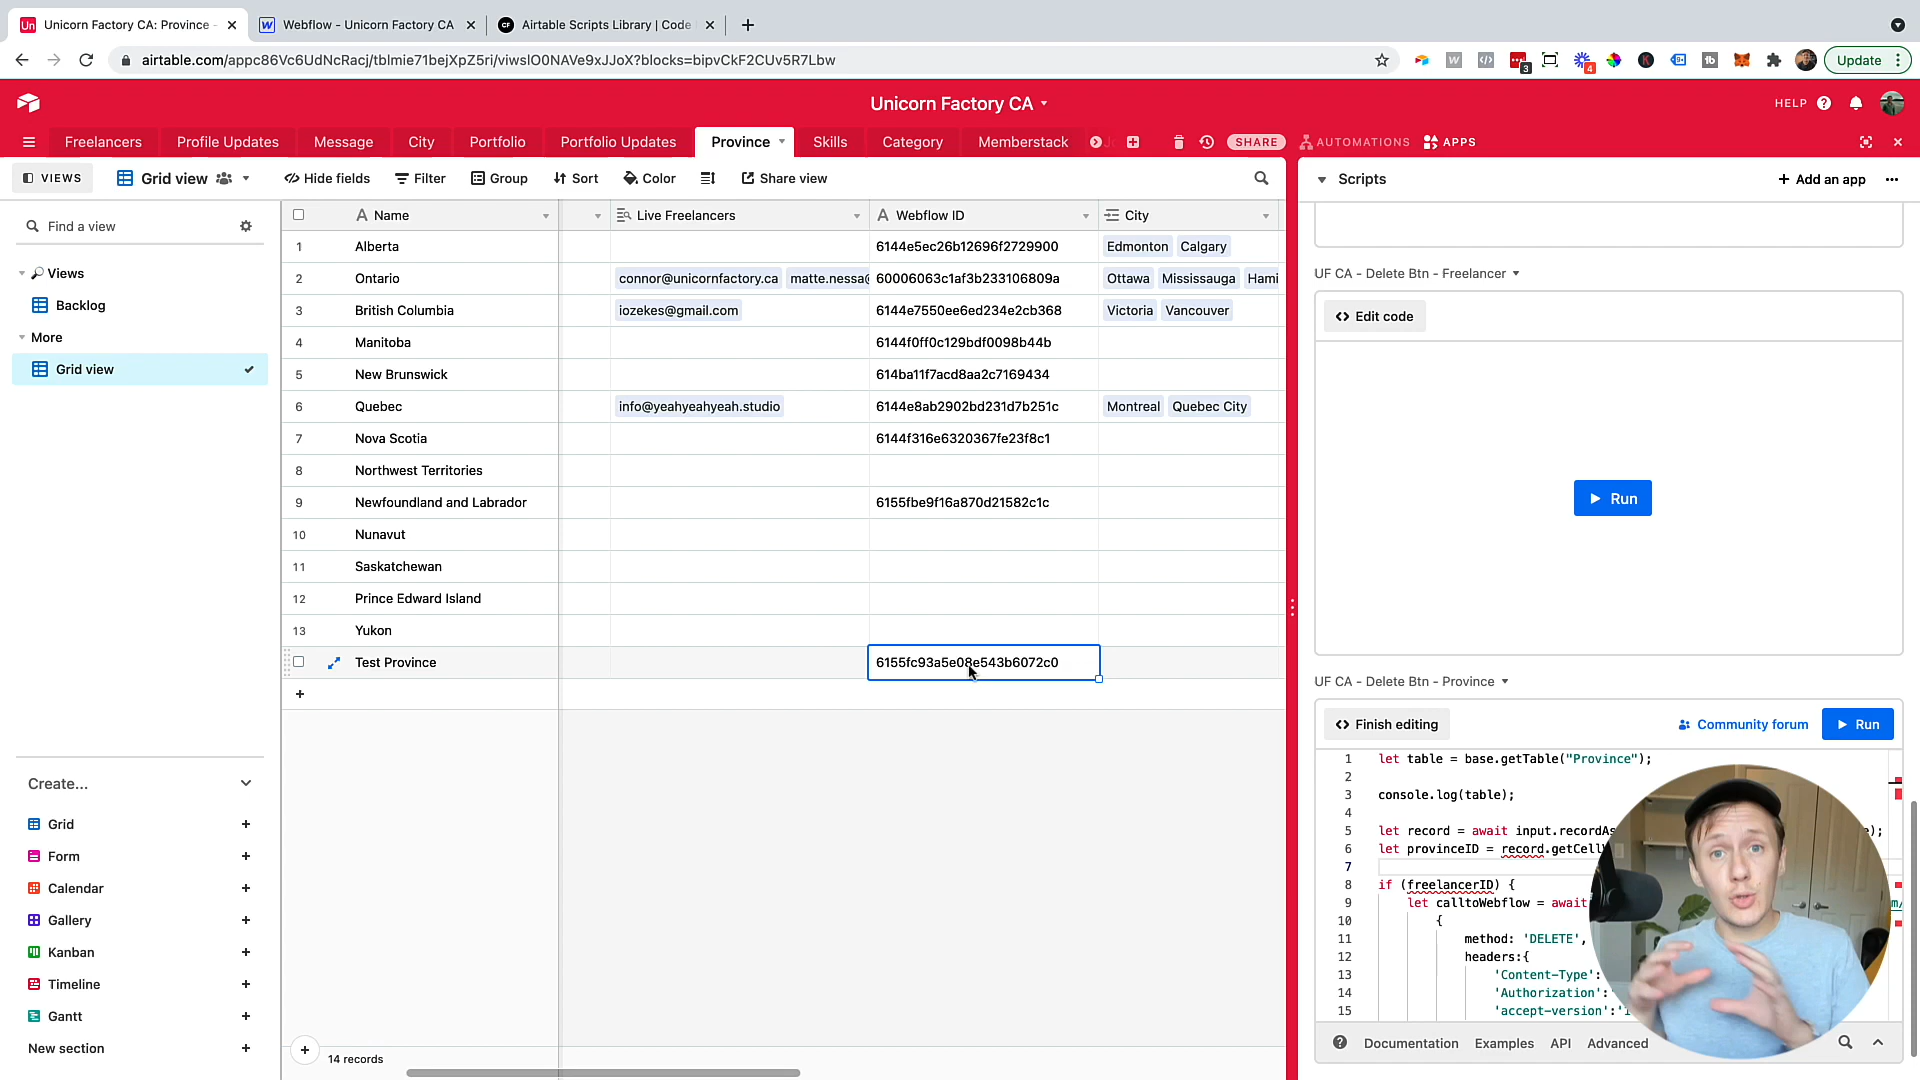 Unicorn Factory CA: Province -
Webflow - Unicorn Factory CA
Airtable Scripts Library | Code
airtable.com/appc86Vc6UdNcRacj/tblmie71bejXpZ5ri/viwslO0NAVe9xJJoX?blocks=bipvCkF2CUv5R7Lbw
3
4
Update
Unicorn Factory CA
HELP
Freelancers
Profile Updates
Message
City
Portfolio
Portfolio Updates
Province
Skills
Category
Memberstack
SHARE
AUTOMATIONS
APPS
VIEWS
Grid view
Hide fields
Filter
Group
Sort
Color
Share view
Scripts
Add an app
Find a view
Views
Backlog
More
Grid view
Name
Live Freelancers
Webflow ID
City
1 Alberta 6144e5ec26b12696f2729900 Edmonton Calgary
2 Ontario connor@unicornfactory.ca matte.nessa@ 60006063c1af3b233106809a Ottawa Mississauga Hami
3 British Columbia iozekes@gmail.com 6144e7550ee6ed234e2cb368 Victoria Vancouver
4 Manitoba 6144f0ff0c129bdf0098b44b
5 New Brunswick 614ba11f7acd8aa2c7169434
6 Quebec info@yeahyeahyeah.studio 6144e8ab2902bd231d7b251c Montreal Quebec City
7 Nova Scotia 6144f316e6320367fe23f8c1
8 Northwest Territories
9 Newfoundland and Labrador 6155fbe9f16a870d21582c1c
10 Nunavut
11 Saskatchewan
12 Prince Edward Island
13 Yukon
Test Province 6155fc93a5e08e543b6072c0
14 records
Create...
Grid
Form
Calendar
Gallery
Kanban
Timeline
Gantt
New section
UF CA - Delete Btn - Freelancer
Edit code
Run
UF CA - Delete Btn - Province
Finish editing
Community forum
Run
1 let table = base.getTable("Province");
2
3 console.log(table);
4
5 let record = await input.recordAs e);
6 let provinceID = record.getCell
7
8 if (freelancerID) {
9 let calltoWebflow = await m/
10 {
11 method: 'DELETE',
12 headers:{
13 'Content-Type':
14 'Authorization':
15 'accept-version':'1
Documentation
Examples
API
Advanced